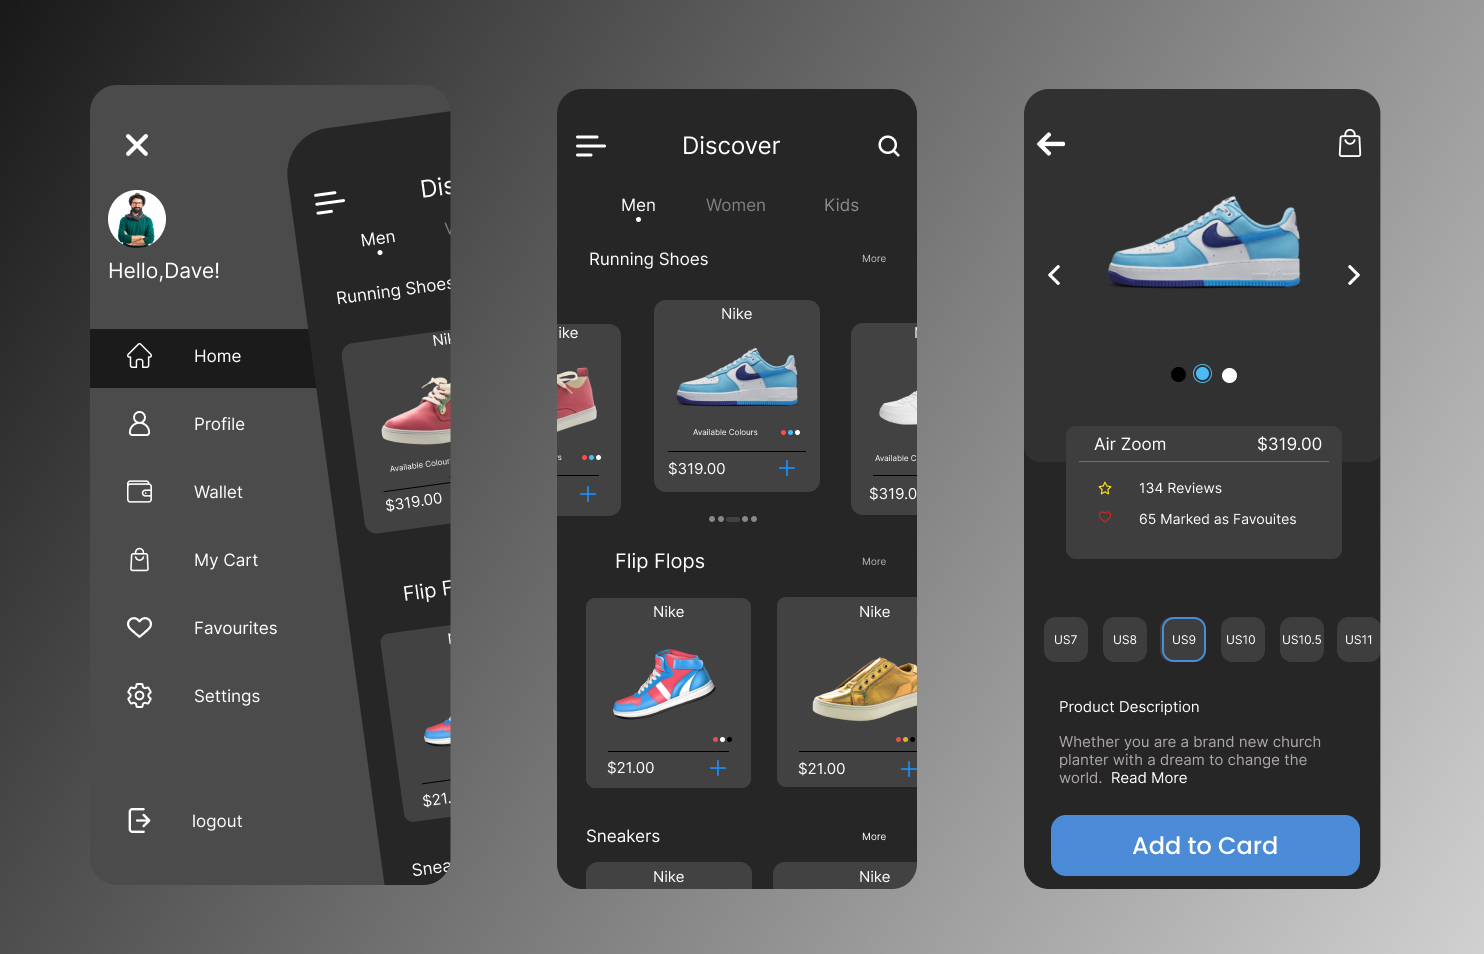 Hello,Dave!
Home
Profile
Wallet
My Cart
Favourites
Settings
logout
Dis
Men
Running Shoes
Nik
Available Colour
$319.00
Flip F
$21.
Snea
Discover
Men
Women
Kids
Running Shoes
More
ike
Nike
Available Colours
$319.00
Available C
$319.0
Flip Flops
More
Nike
$21.00
Nike
$21.00
Sneakers
More
Nike
Nike
Air Zoom
$319.00
134 Reviews
65 Marked as Favouites
US7
US8
US9
US10
US10.5
US11
Product Description
Whether you are a brand new church
planter with a dream to change the
world. Read More
Add to Card